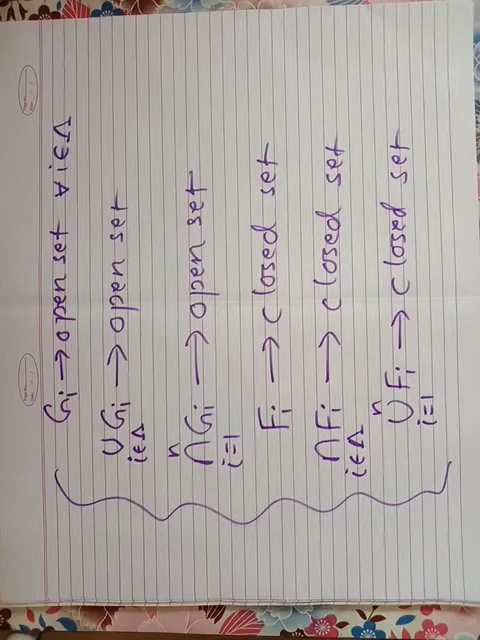 Gi → open set ∀ i ∈ Λ
∪ Gi → open set
i∈Λ
n
∩ Gi → open set
i=1
Fi → closed set
∩ Fi → closed set
i∈Λ
n
∪ Fi → closed set
i=1